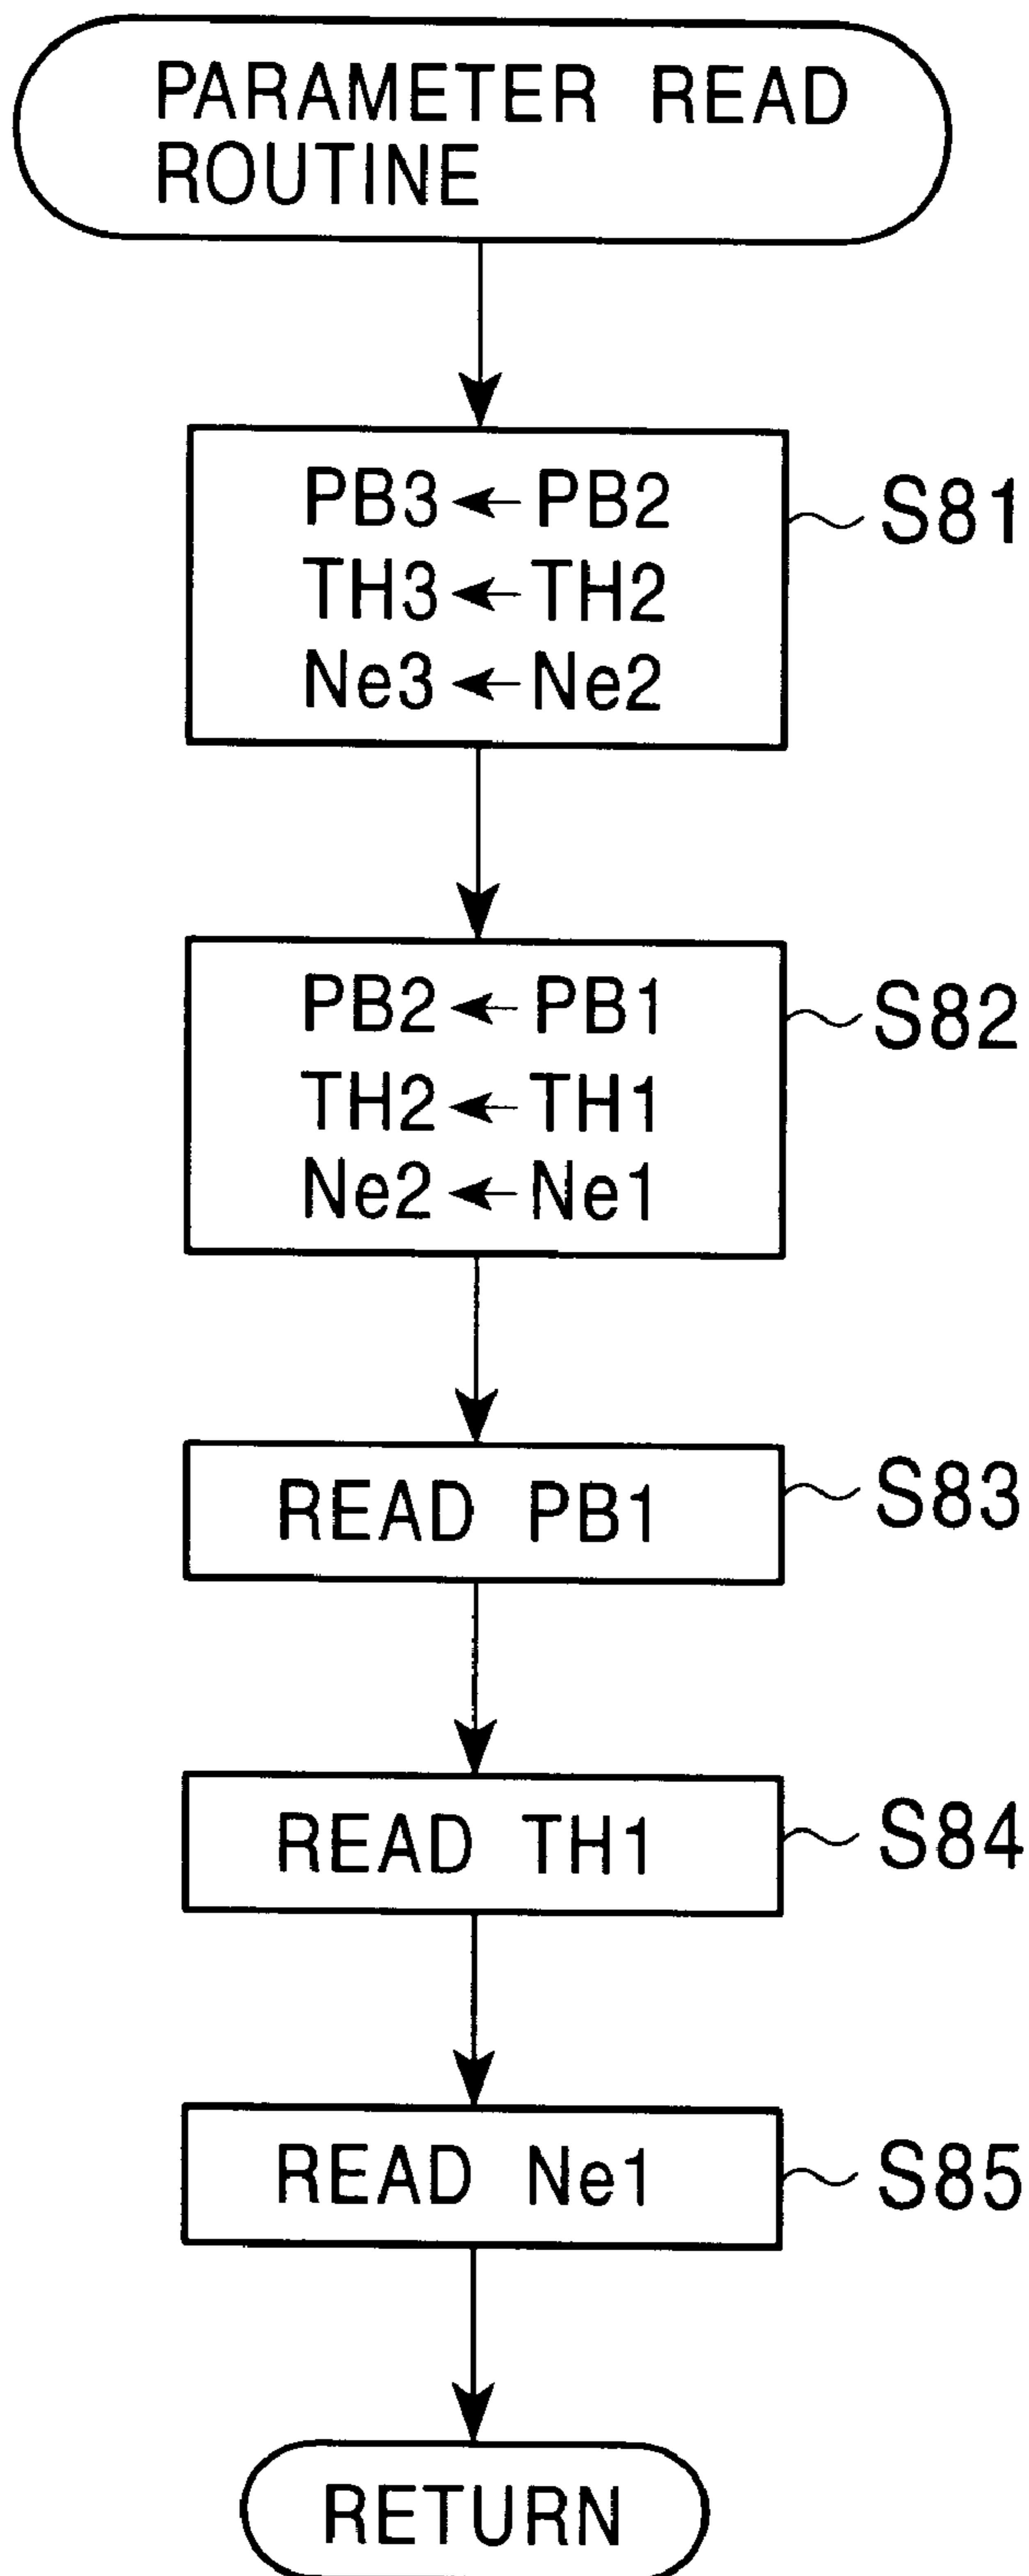 PARAMETER READ
ROUTINE
PB3 ← PB2
TH3 ← TH2
Ne3 ← Ne2
S81
PB2 ← PB1
TH2 ← TH1
Ne2 ← Ne1
S82
READ PB1
S83
READ TH1
S84
READ Ne1
S85
RETURN